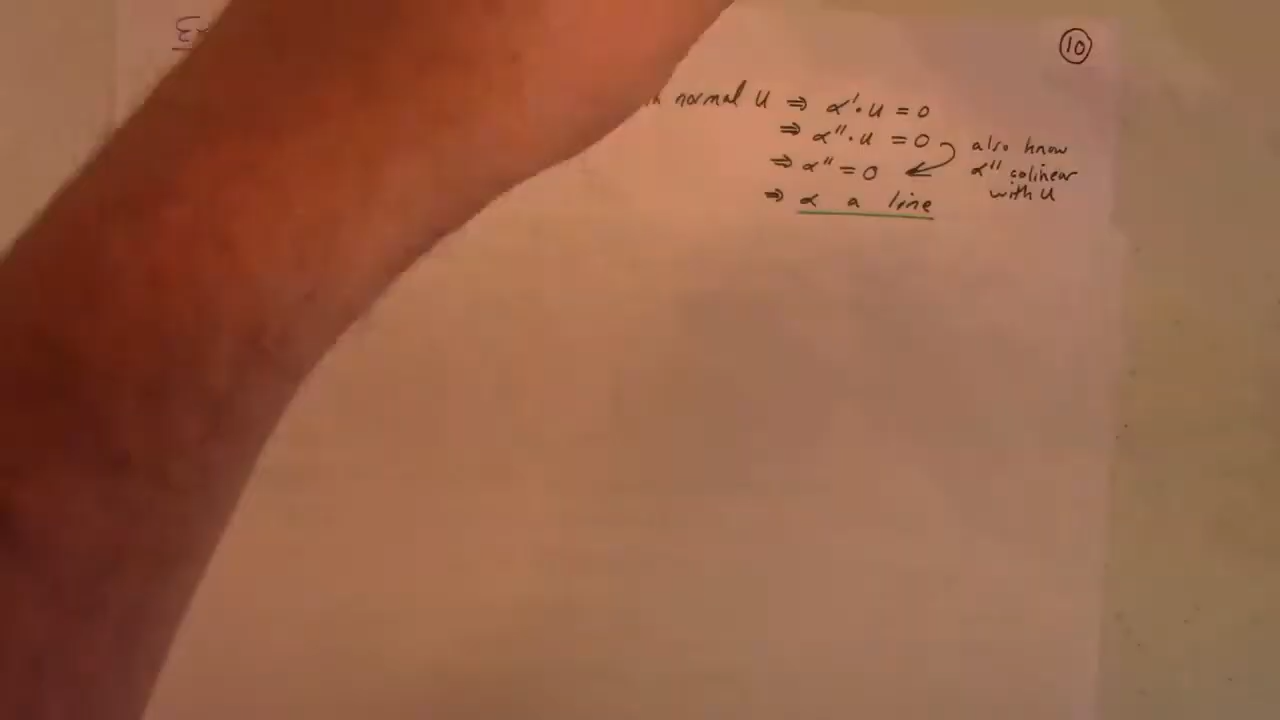 10
normal U ⇒ α'·U = 0
⇒ α''·U = 0 also know
⇒ α'' = 0 α'' colinear
with U
⇒ α a line